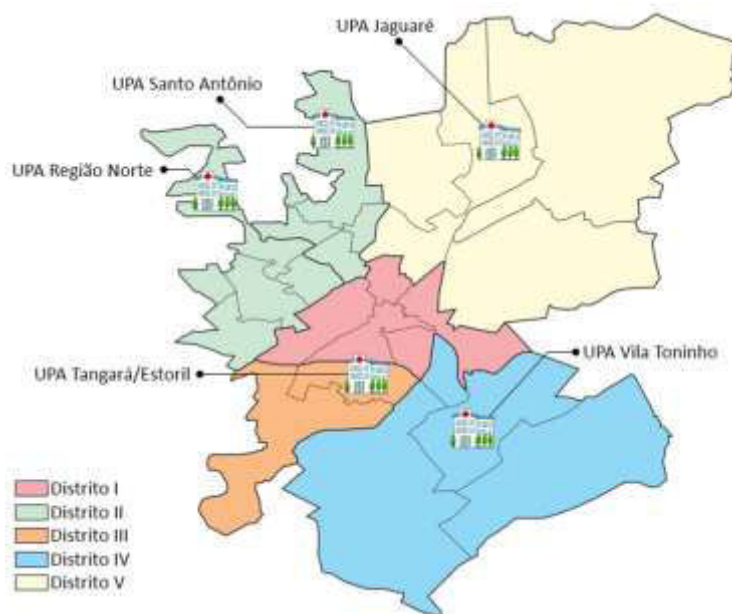 UPA Jaguaré
UPA Santo Antônio
UPA Região Norte
UPA Vila Toninho
UPA Tangará/Estoril
Distrito I
Distrito II
Distrito III
Distrito IV
Distrito V